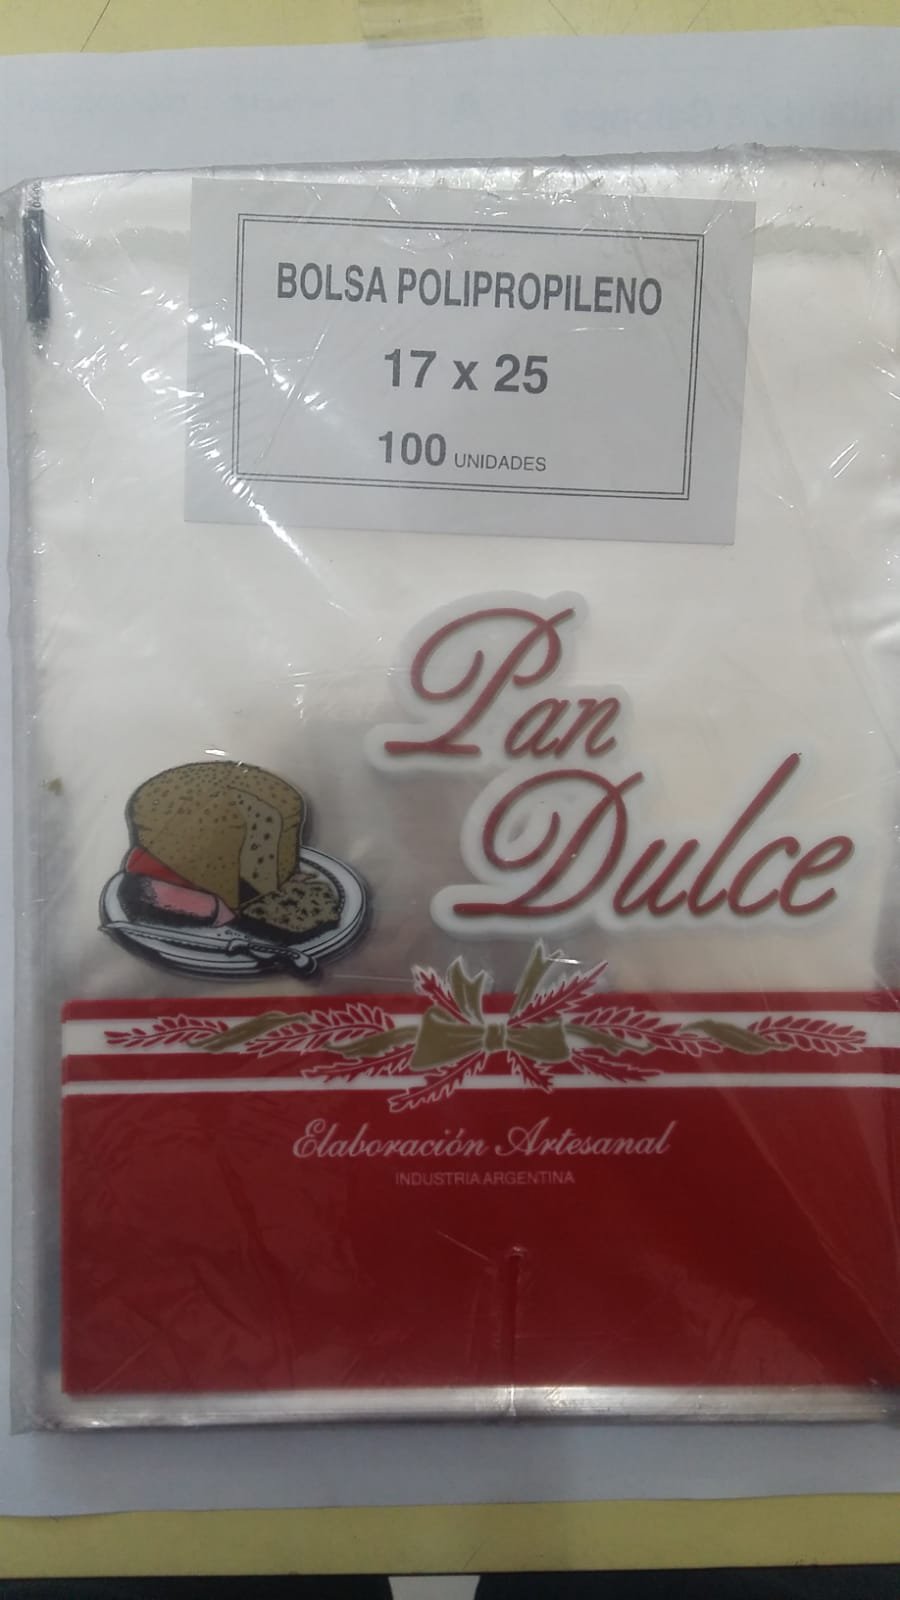 BOLSA POLIPROPILENO
17 x 25
100 UNIDADES
Pan
Dulce
Elaboración Artesanal
INDUSTRIA ARGENTINA